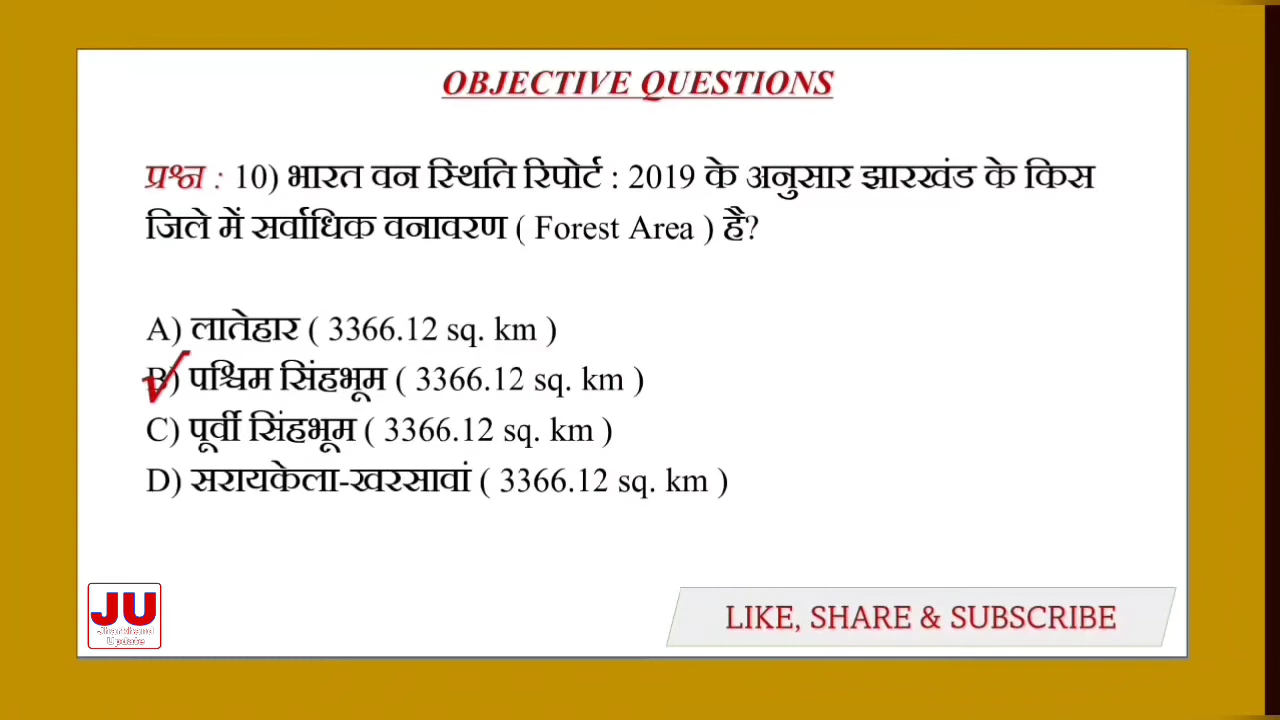 OBJECTIVE QUESTIONS
प्रश्न : 10) भारत वन स्थिति रिपोर्ट : 2019 के अनुसार झारखंड के किस
जिले में सर्वाधिक वनावरण ( Forest Area ) है?
A) लातेहार ( 3366.12 sq. km )
B) पश्चिम सिंहभूम ( 3366.12 sq. km )
C) पूर्वी सिंहभूम ( 3366.12 sq. km )
D) सरायकेला-खरसावां ( 3366.12 sq. km )
JU
Jharkhand
Update
LIKE, SHARE & SUBSCRIBE